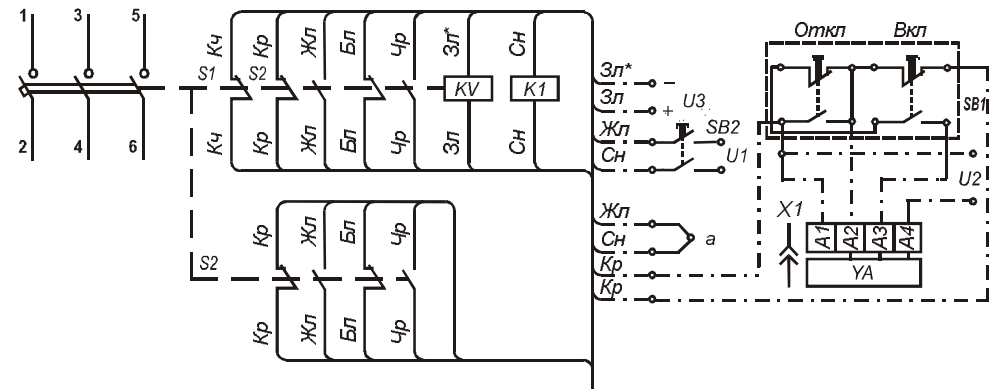 1 3 5
2 4 6
S1 S2
Кч Кр Жл Бл Чр Зл* Сн
KV K1
Кч Кр Жл Бл Чр Зл Сн
S2
Кр Жл Бл Чр
Кр Жл Бл Чр
Зл* −
Зл + U3
Жл SB2
Сн U1
Жл
Сн а
Кр
Кр
Откл Вкл
SB1
U2
X1
A1 A2 A3 A4
YA